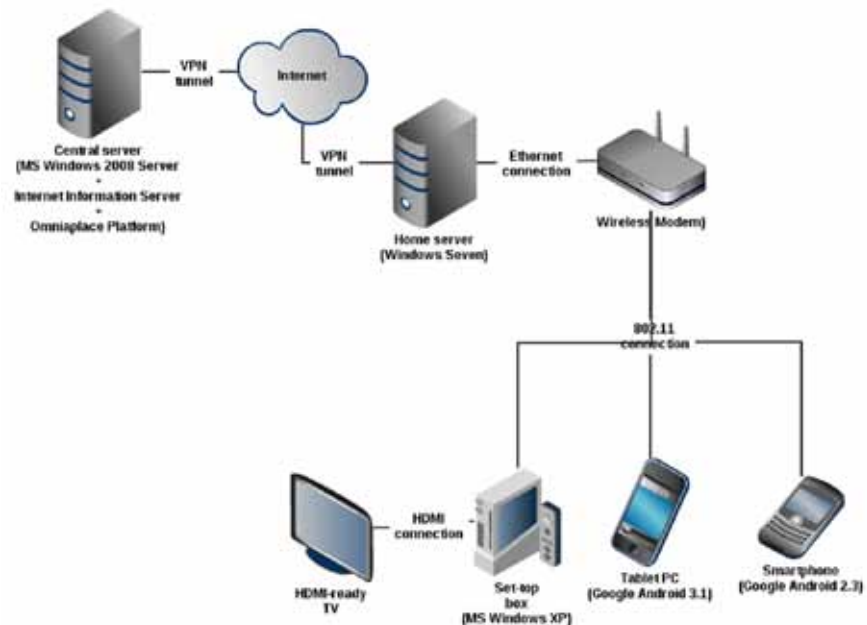 VPN
tunnel
Internet
Central server
(MS Windows 2008 Server
+
Internet Information Server
+
Omniaplace Platform)
VPN
tunnel
Home server
(Windows Seven)
Ethernet
connection
Wireless Modem)
802.11
connection
HDMI-ready
TV
HDMI
connection
Set-top
box
(MS Windows XP)
Tablet PC
(Google Android 3.1)
Smartphone
(Google Android 2.3)